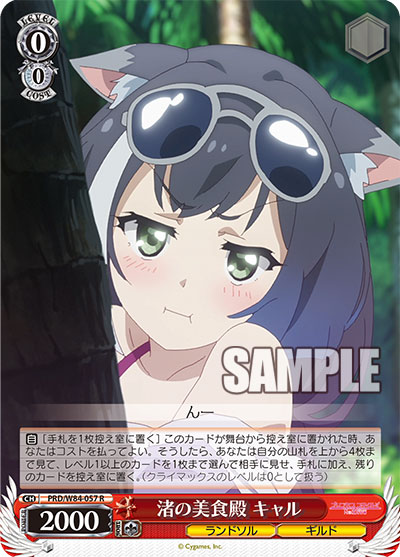 LEVEL
0
0
COST
SAMPLE
んー
自 [手札を1枚控え室に置く] このカードが舞台から控え室に置かれた時、あ
なたはコストを払ってよい。そうしたら、あなたは自分の山札を上から4枚ま
で見て、レベル1以上のカードを1枚まで選んで相手に見せ、手札に加え、残り
のカードを控え室に置く。(クライマックスのレベルは0として扱う)
CH PRD/W84-057 R
2000
渚の美食殿 キャル
ランドソル
ギルド
© Cygames, Inc.